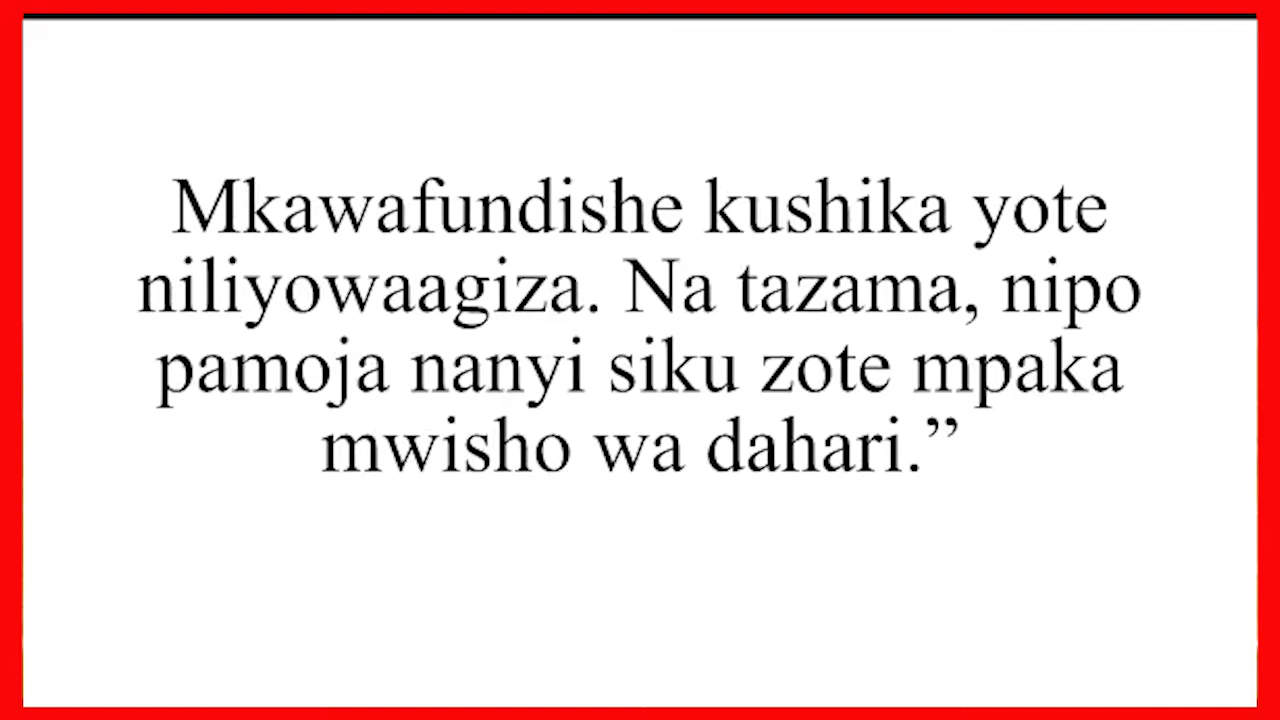 Mkawafundishe kushika yote
niliyowaagiza. Na tazama, nipo
pamoja nanyi siku zote mpaka
mwisho wa dahari.”